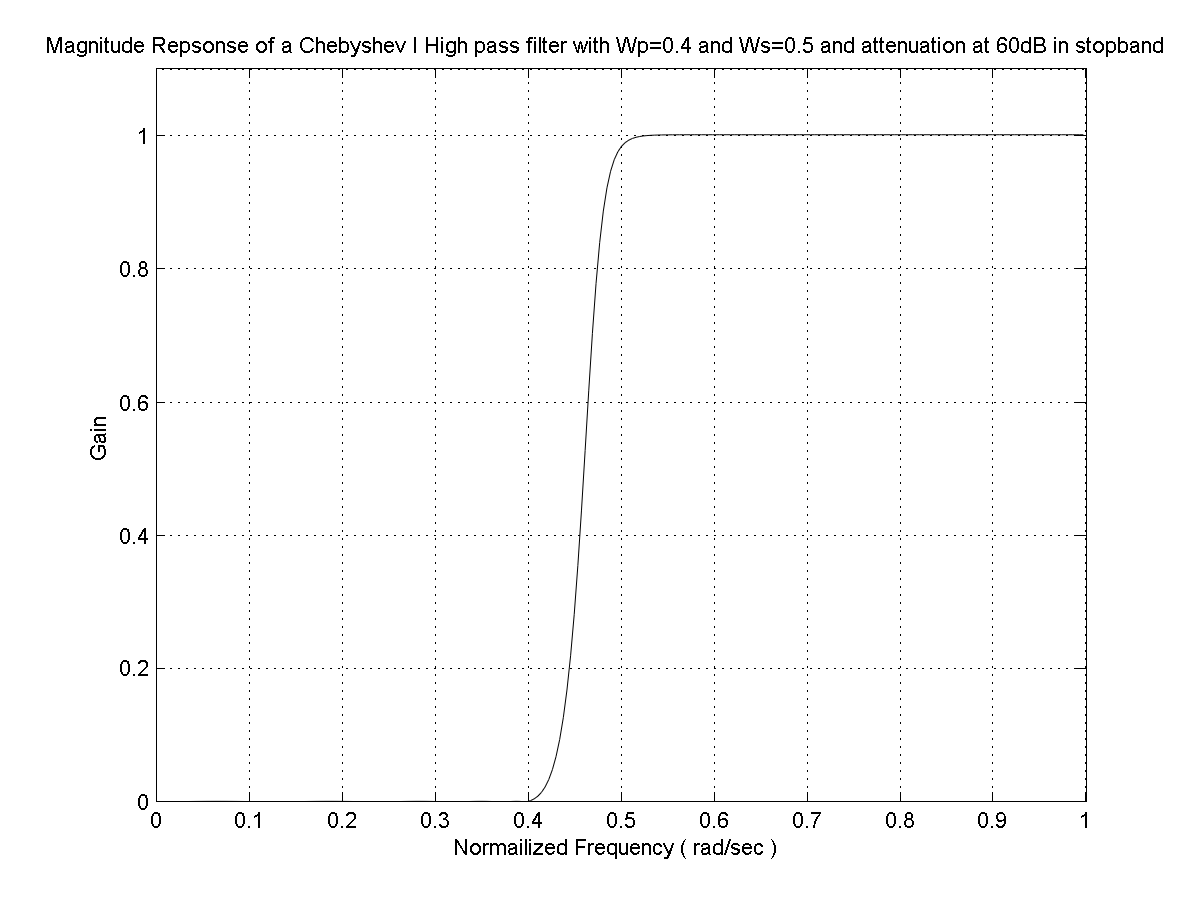 Magnitude Repsonse of a Chebyshev I High pass filter with Wp=0.4 and Ws=0.5 and attenuation at 60dB in stopband
1
0.8
0.6
0.4
0.2
0
Gain
0 0.1 0.2 0.3 0.4 0.5 0.6 0.7 0.8 0.9 1
Normailized Frequency ( rad/sec )